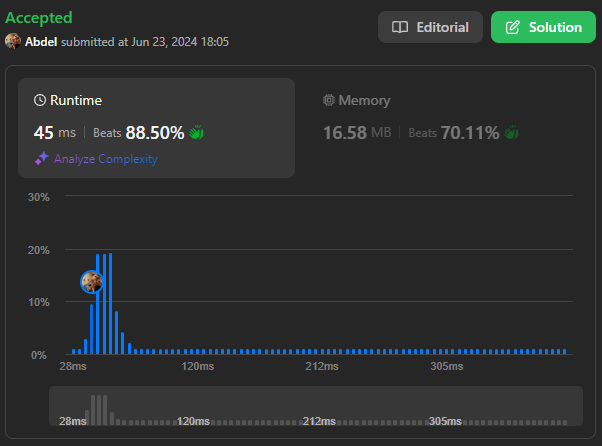 Accepted
Abdel submitted at Jun 23, 2024 18:05
Editorial
Solution
Runtime
45 ms | Beats 88.50%
Analyze Complexity
Memory
16.58 MB | Beats 70.11%
30%
20%
10%
0%
28ms 120ms 212ms 305ms
28ms 120ms 212ms 305ms